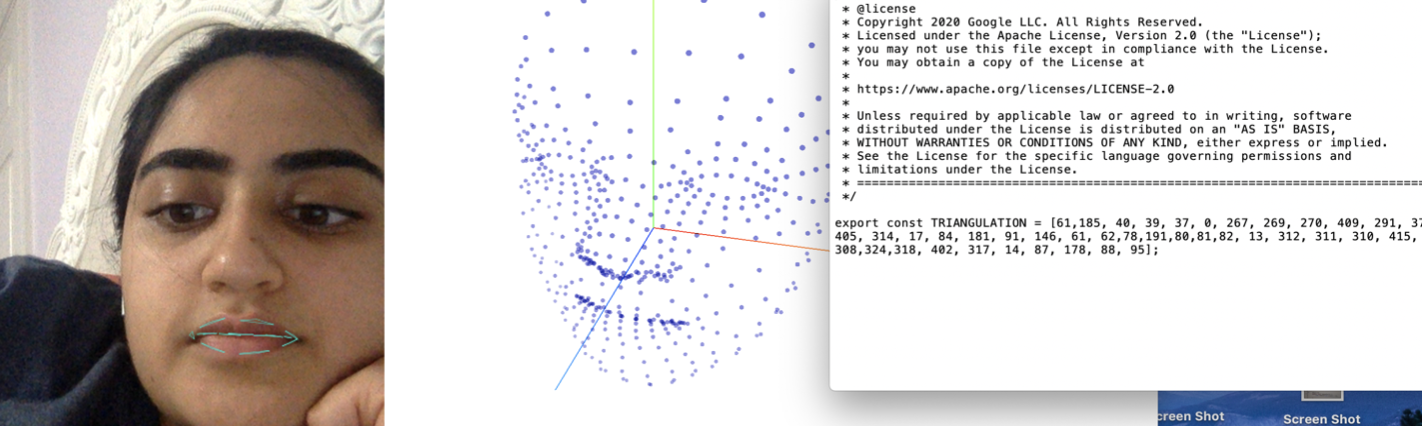 * @license
* Copyright 2020 Google LLC. All Rights Reserved.
* Licensed under the Apache License, Version 2.0 (the "License");
* you may not use this file except in compliance with the License.
* You may obtain a copy of the License at
*
* https://www.apache.org/licenses/LICENSE-2.0
*
* Unless required by applicable law or agreed to in writing, software
* distributed under the License is distributed on an "AS IS" BASIS,
* WITHOUT WARRANTIES OR CONDITIONS OF ANY KIND, either express or implied.
* See the License for the specific language governing permissions and
* limitations under the License.
* =============================================================================
*/
export const TRIANGULATION = [61,185, 40, 39, 37, 0, 267, 269, 270, 409, 291,
405, 314, 17, 84, 181, 91, 146, 61, 62,78,191,80,81,82, 13, 312, 311, 310, 415,
308,324,318, 402, 317, 14, 87, 178, 88, 95];
creen Shot
Screen Shot